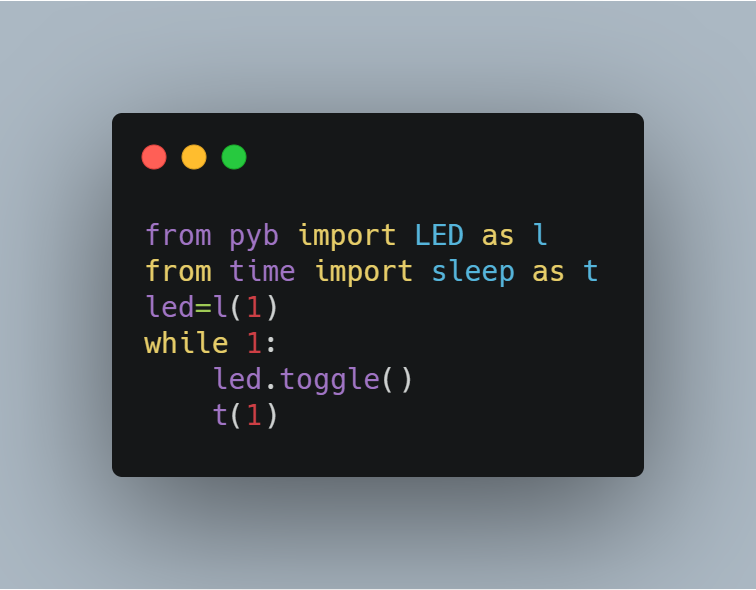 from pyb import LED as l
from time import sleep as t
led=l(1)
while 1:
    led.toggle()
    t(1)